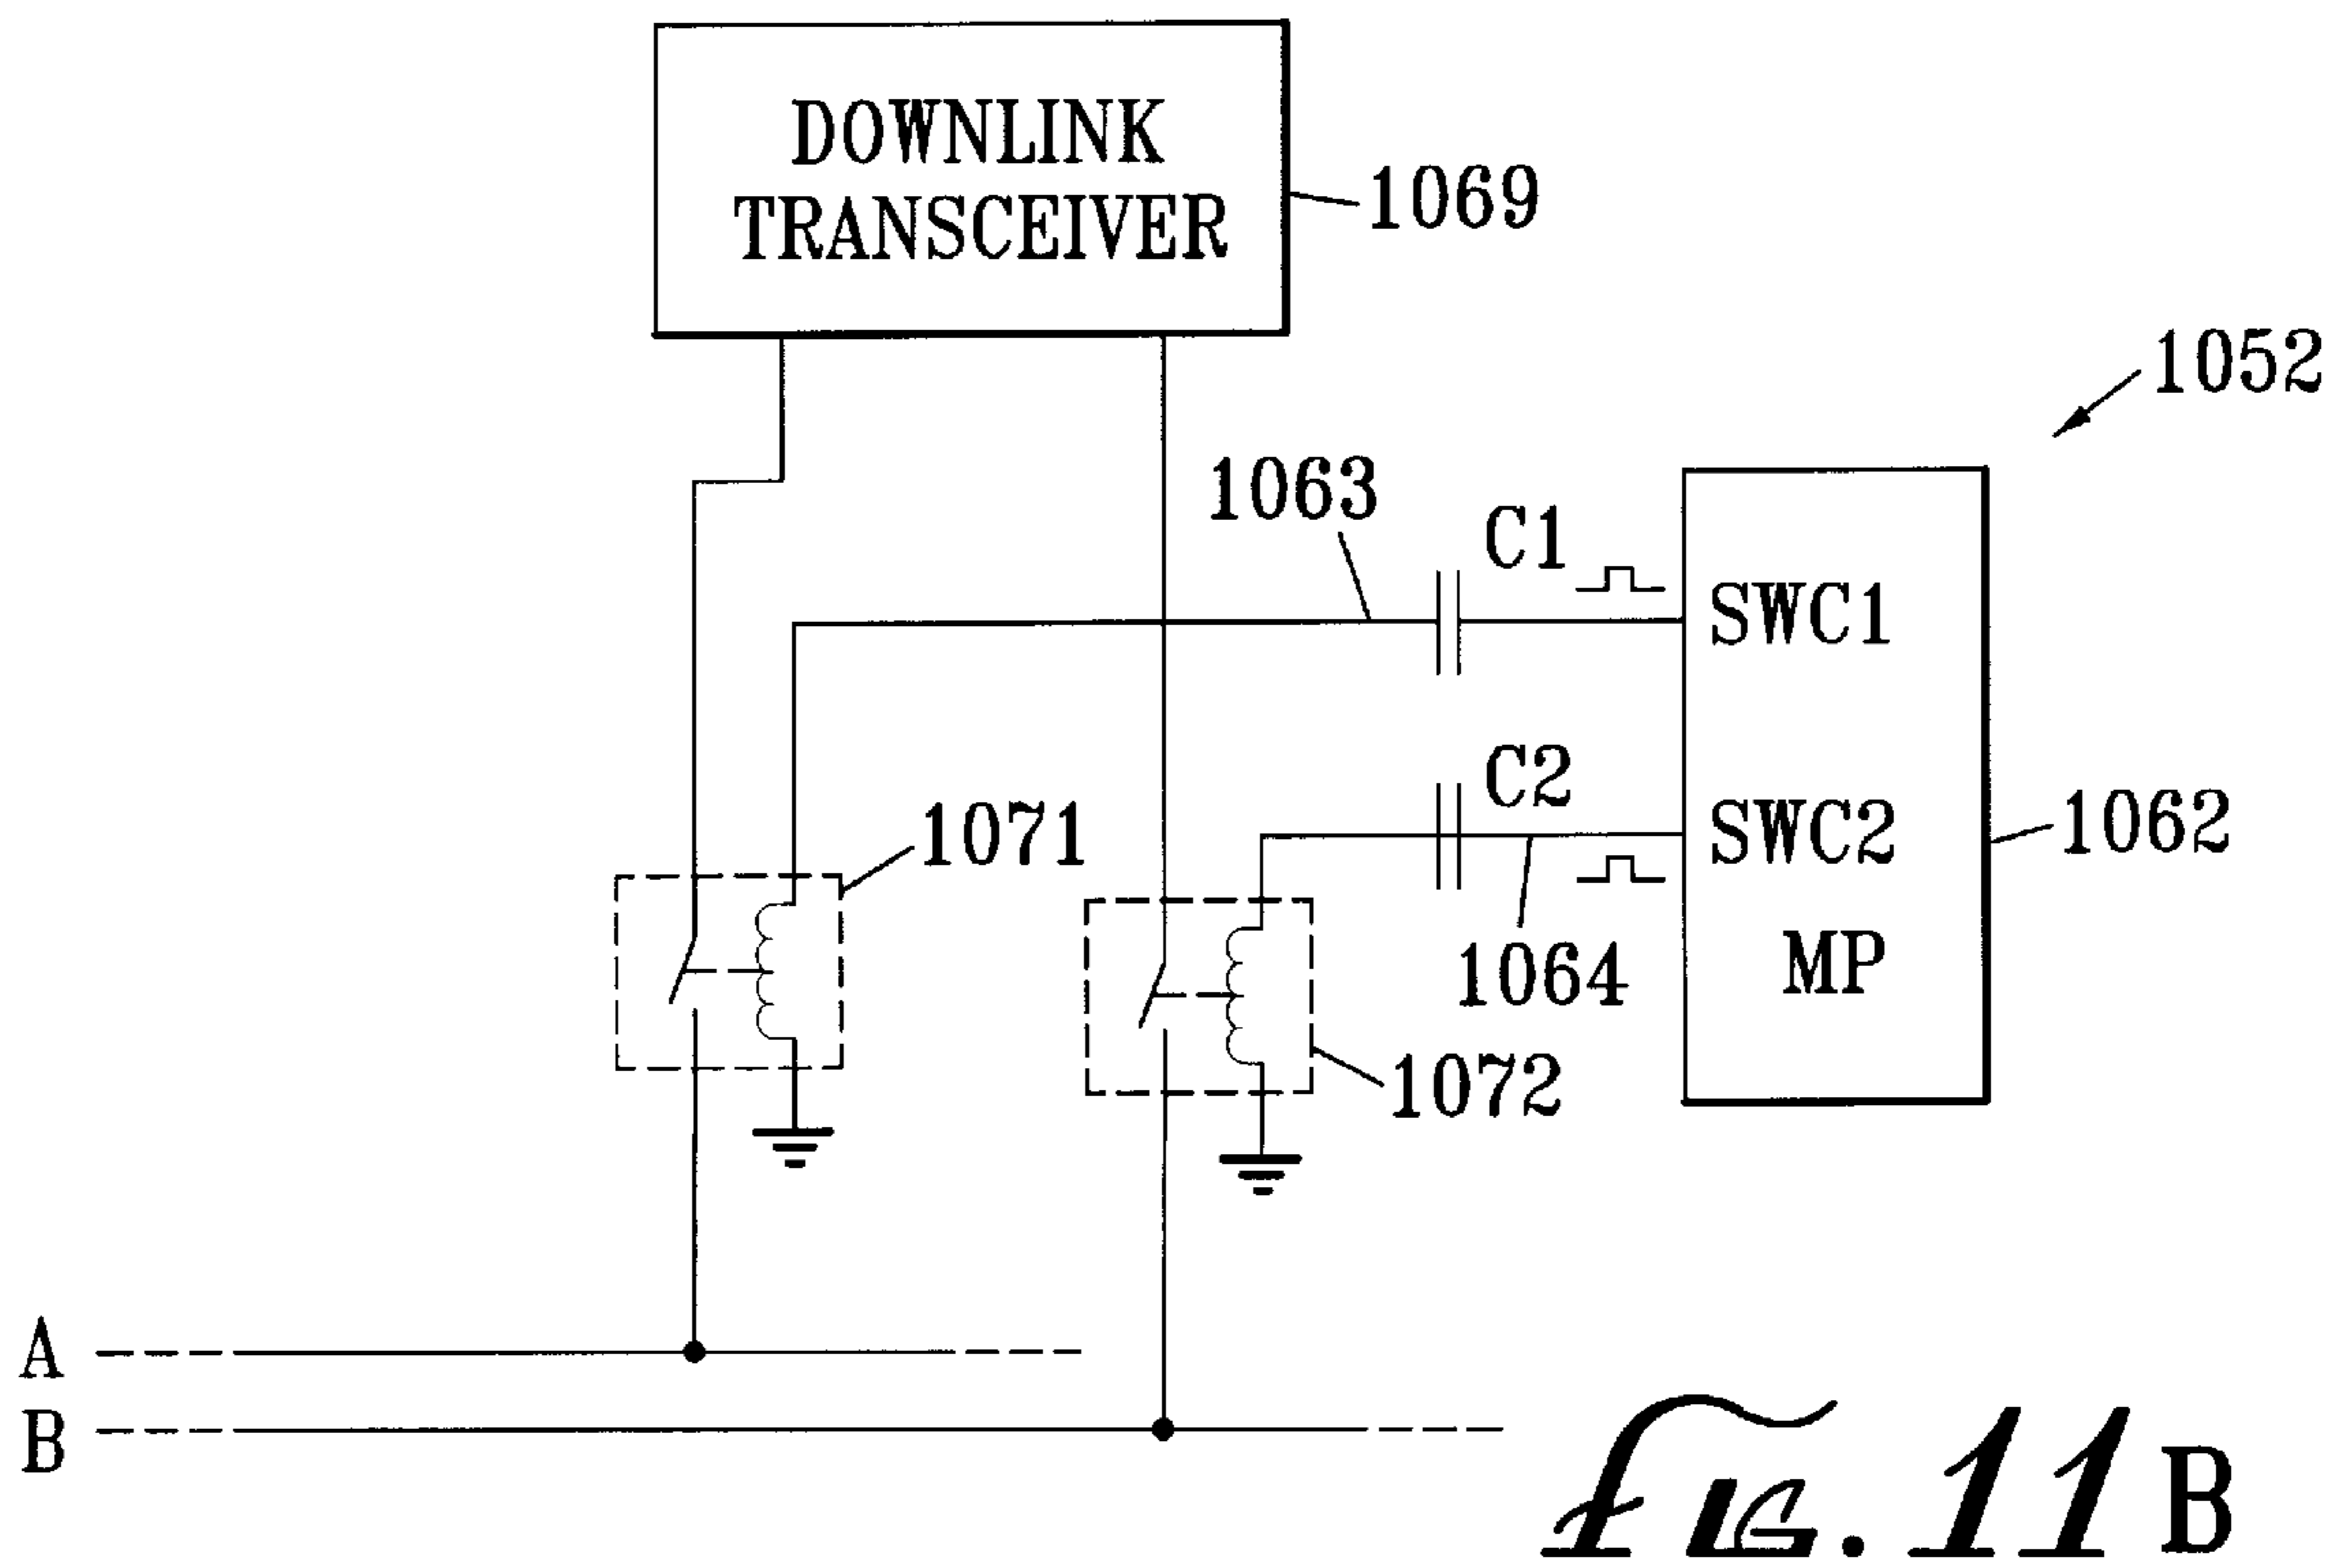 DOWNLINK
TRANSCEIVER
1069
1052
1063
C1
SWC1
C2
SWC2
1062
1071
1064
MP
1072
A
B
FIG. 11B